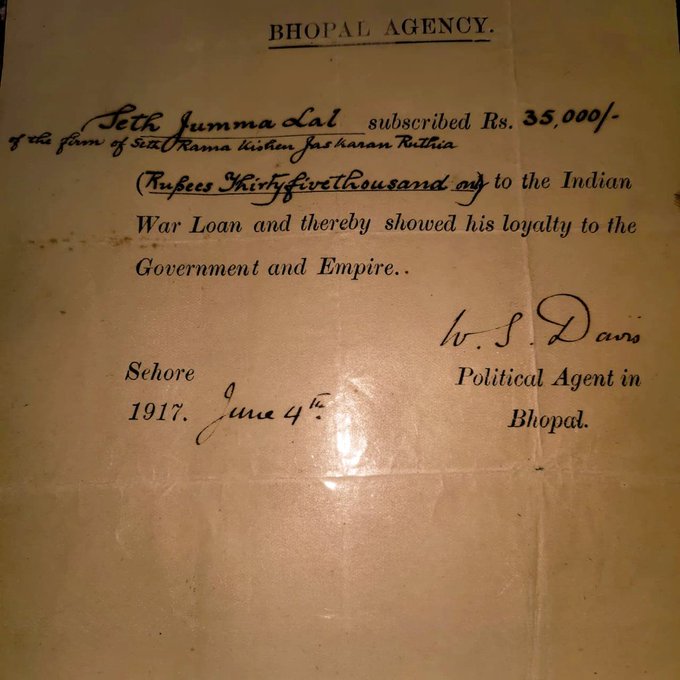 BHOPAL AGENCY.
Seth Jumma Lal subscribed Rs. 35,000/-
of the firm of Seth Rama Kishen Jaskaran Ruthia
(Rupees Thirtyfivethousand only) to the Indian
War Loan and thereby showed his loyalty to the
Government and Empire..
W. S. Davis
Sehore
Political Agent in
1917. June 4th.
Bhopal.